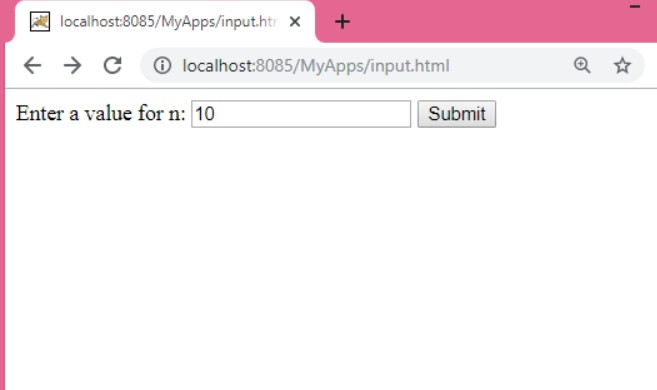 localhost:8085/MyApps/input.htm
localhost:8085/MyApps/input.html
Enter a value for n: 10 Submit